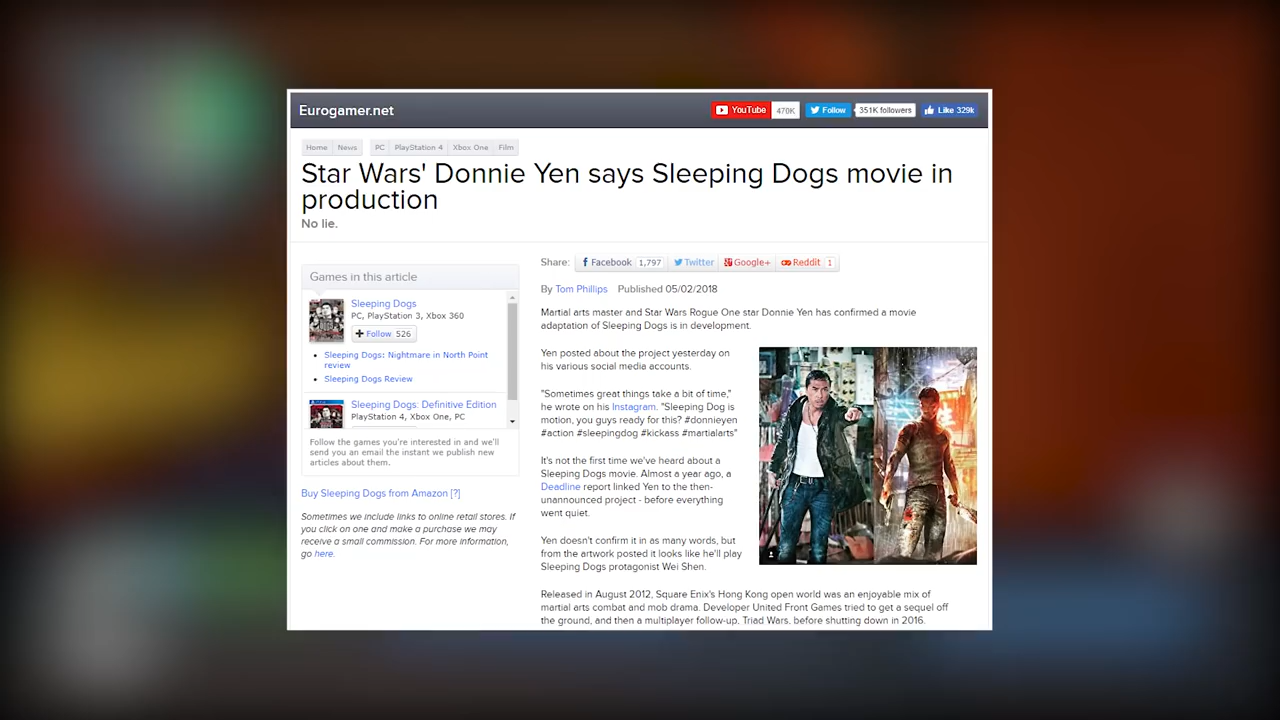 Eurogamer.net
YouTube 470K Follow 351K followers Like 329k
Home News PC PlayStation 4 Xbox One Film
Star Wars' Donnie Yen says Sleeping Dogs movie in
production
No lie.
Games in this article
Sleeping Dogs
PC, PlayStation 3, Xbox 360
Follow 526
Sleeping Dogs: Nightmare in North Point
review
Sleeping Dogs Review
Sleeping Dogs: Definitive Edition
PlayStation 4, Xbox One, PC
Follow the games you're interested in and we'll
send you an email the instant we publish new
articles about them.
Buy Sleeping Dogs from Amazon [?]
Sometimes we include links to online retail stores. If
you click on one and make a purchase we may
receive a small commission. For more information,
go here.
Share: Facebook 1,797 Twitter Google+ Reddit 1
By Tom Phillips Published 05/02/2018
Martial arts master and Star Wars Rogue One star Donnie Yen has confirmed a movie
adaptation of Sleeping Dogs is in development.
Yen posted about the project yesterday on
his various social media accounts.
"Sometimes great things take a bit of time,"
he wrote on his Instagram. "Sleeping Dog is
motion, you guys ready for this? #donnieyen
#action #sleepingdog #kickass #martialarts"
It's not the first time we've heard about a
Sleeping Dogs movie. Almost a year ago, a
Deadline report linked Yen to the then-
unannounced project - before everything
went quiet.
Yen doesn't confirm it in as many words, but
from the artwork posted it looks like he'll play
Sleeping Dogs protagonist Wei Shen.
Released in August 2012, Square Enix's Hong Kong open world was an enjoyable mix of
martial arts combat and mob drama. Developer United Front Games tried to get a sequel off
the ground, and then a multiplayer follow-up, Triad Wars, before shutting down in 2016.